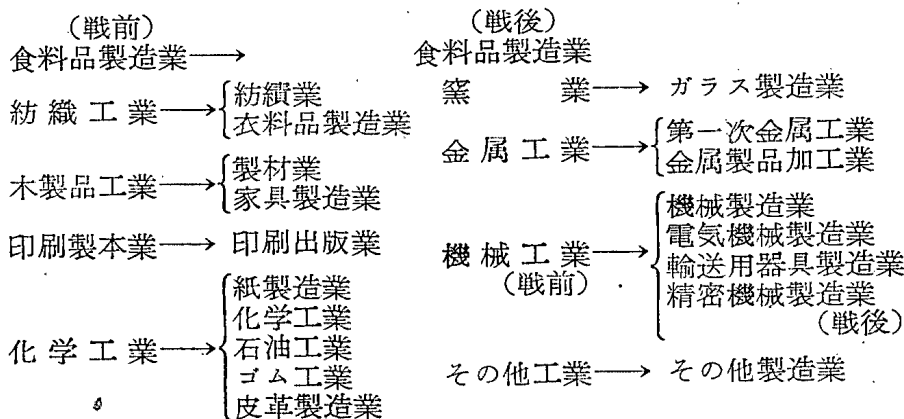 (戦前)
食料品製造業→
紡織工業→{紡績業
衣料品製造業
木製品工業→{製材業
家具製造業
印刷製本業→印刷出版業
化学工業→{紙製造業
化学工業
石油工業
ゴム工業
皮革製造業
(戦後)
食料品製造業
窯業→ガラス製造業
金属工業→{第一次金属工業
金属製品加工業
機械工業→{機械製造業
(戦前)
電気機械製造業
輸送用器具製造業
精密機械製造業
(戦後)
その他工業→その他製造業